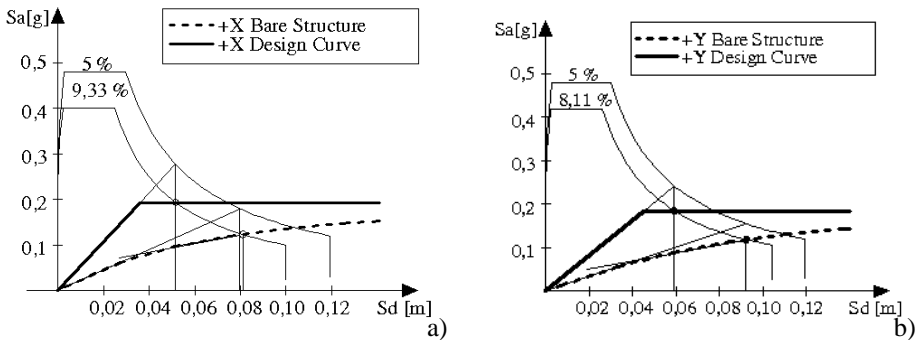 Sa[g]
+X Bare Structure
+X Design Curve
0,5
0,4
0,3
0,2
0,1
5 %
9,33 %
0,02 0,04 0,06 0,08 0,10 0,12
Sd [m]
a)
Sa[g]
+Y Bare Structure
+Y Design Curve
0,5
0,4
0,3
0,2
0,1
5 %
8,11 %
0,02 0,04 0,06 0,08 0,10 0,12
Sd [m]
b)